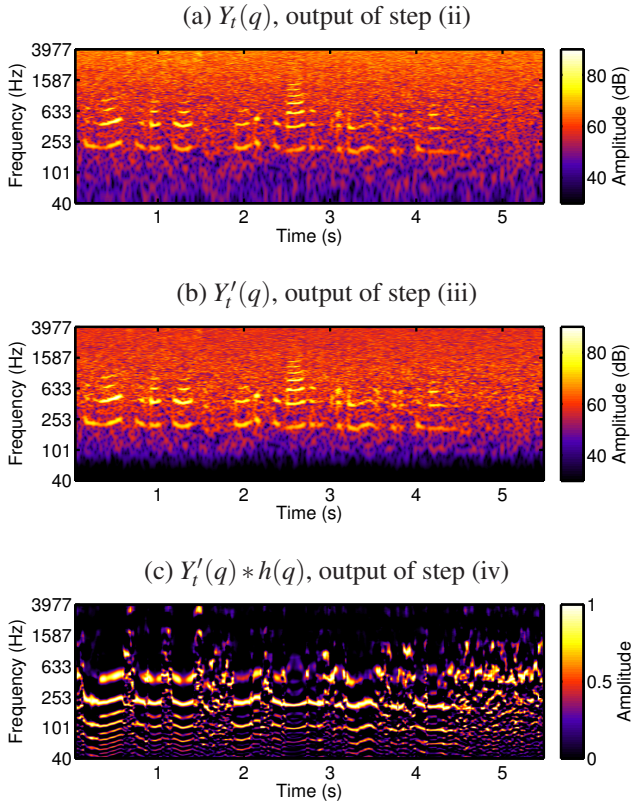 (a) Y_t(q), output of step (ii)
3977
1587
633
253
101
40
Frequency (Hz)
1 2 3 4 5
Time (s)
80
60
40
Amplitude (dB)
(b) Y′_t(q), output of step (iii)
3977
1587
633
253
101
40
Frequency (Hz)
1 2 3 4 5
Time (s)
80
60
40
Amplitude (dB)
(c) Y′_t(q) ∗ h(q), output of step (iv)
3977
1587
633
253
101
40
Frequency (Hz)
1 2 3 4 5
Time (s)
1
0.5
0
Amplitude